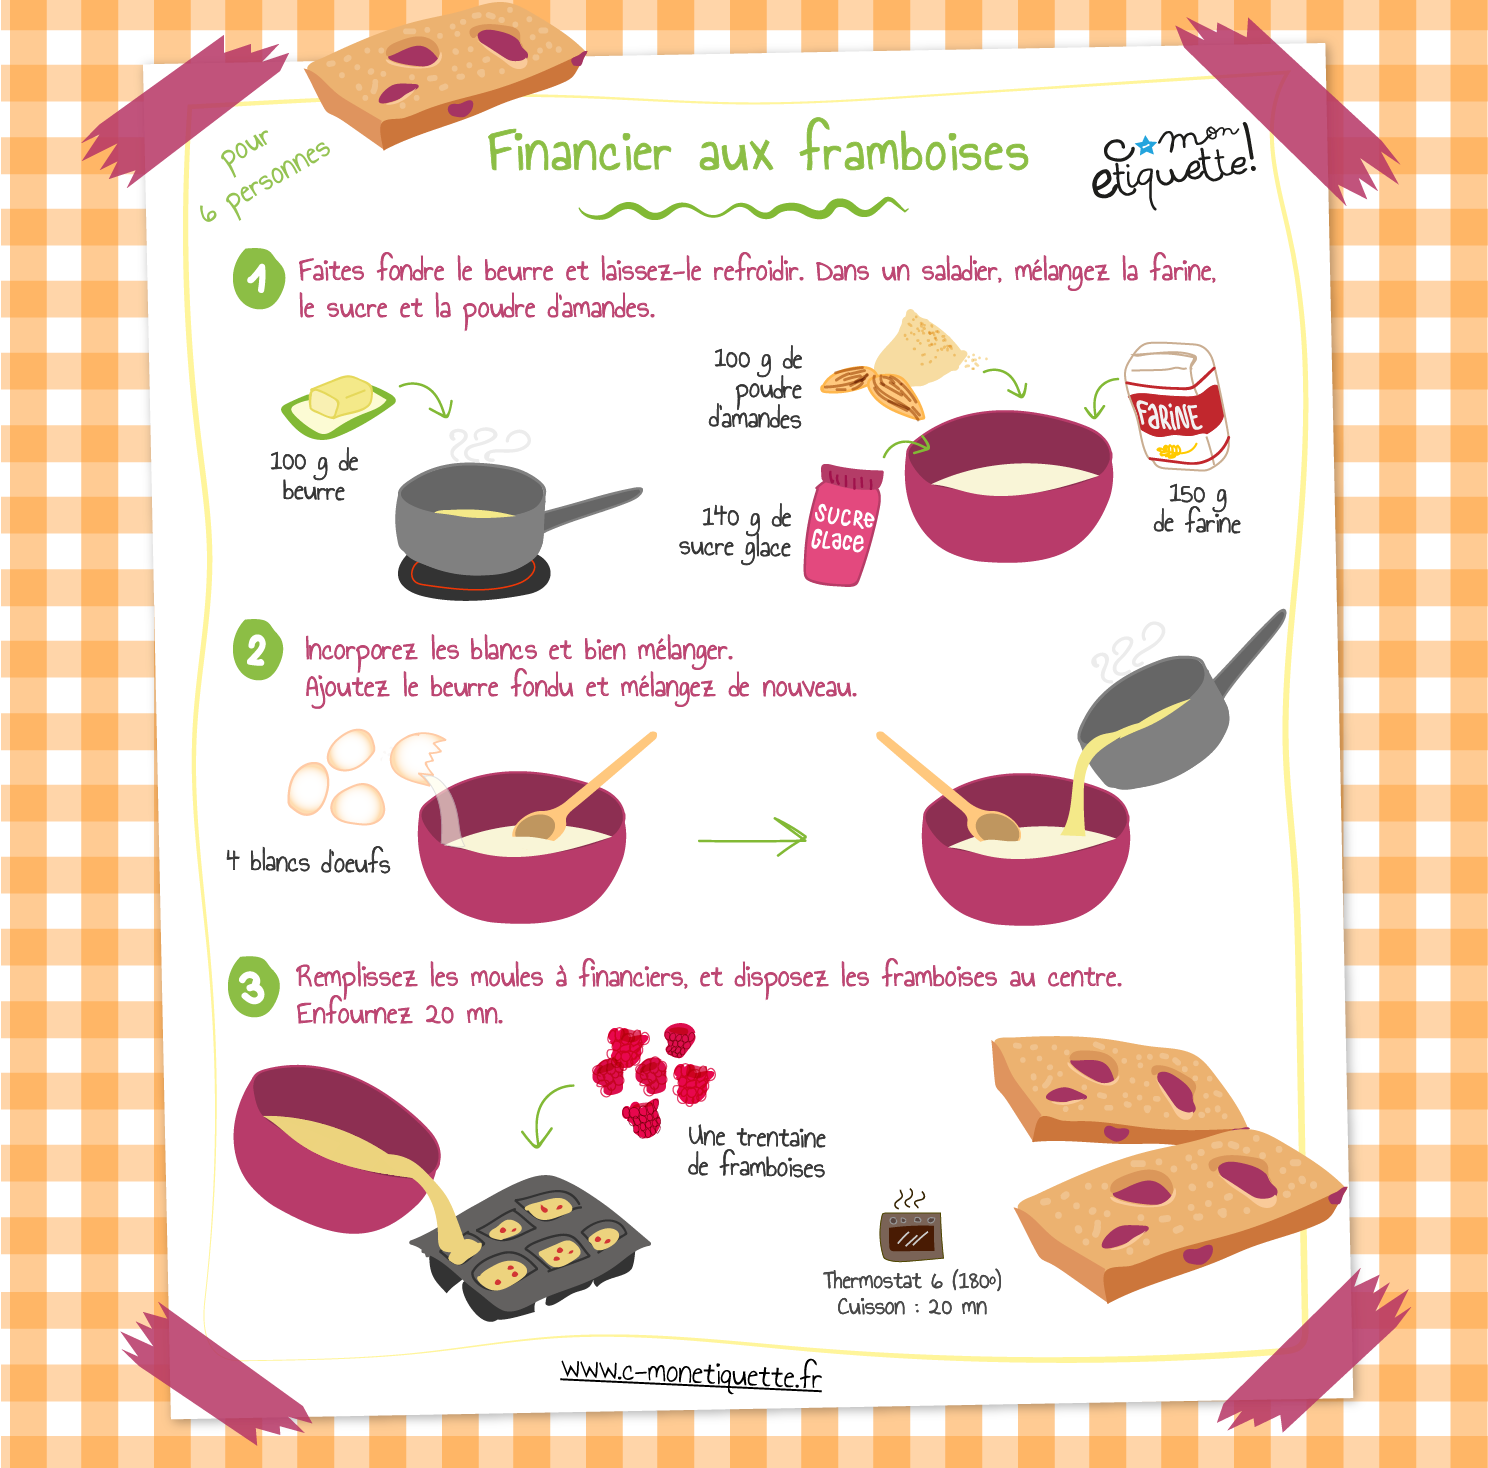 pour
6 personnes
Financier aux framboises
c mon
etiquette!
1
Faites fondre le beurre et laissez-le refroidir. Dans un saladier, mélangez la farine,
le sucre et la poudre d'amandes.
100 g de
beurre
100 g de
poudre
d'amandes
140 g de
sucre glace
SUCRE
GLACE
FARINE
150 g
de farine
2
Incorporez les blancs et bien mélanger.
Ajoutez le beurre fondu et mélangez de nouveau.
4 blancs d'oeufs
3
Remplissez les moules à financiers, et disposez les framboises au centre.
Enfournez 20 mn.
Une trentaine
de framboises
Thermostat 6 (180º)
Cuisson : 20 mn
www.c-monetiquette.fr